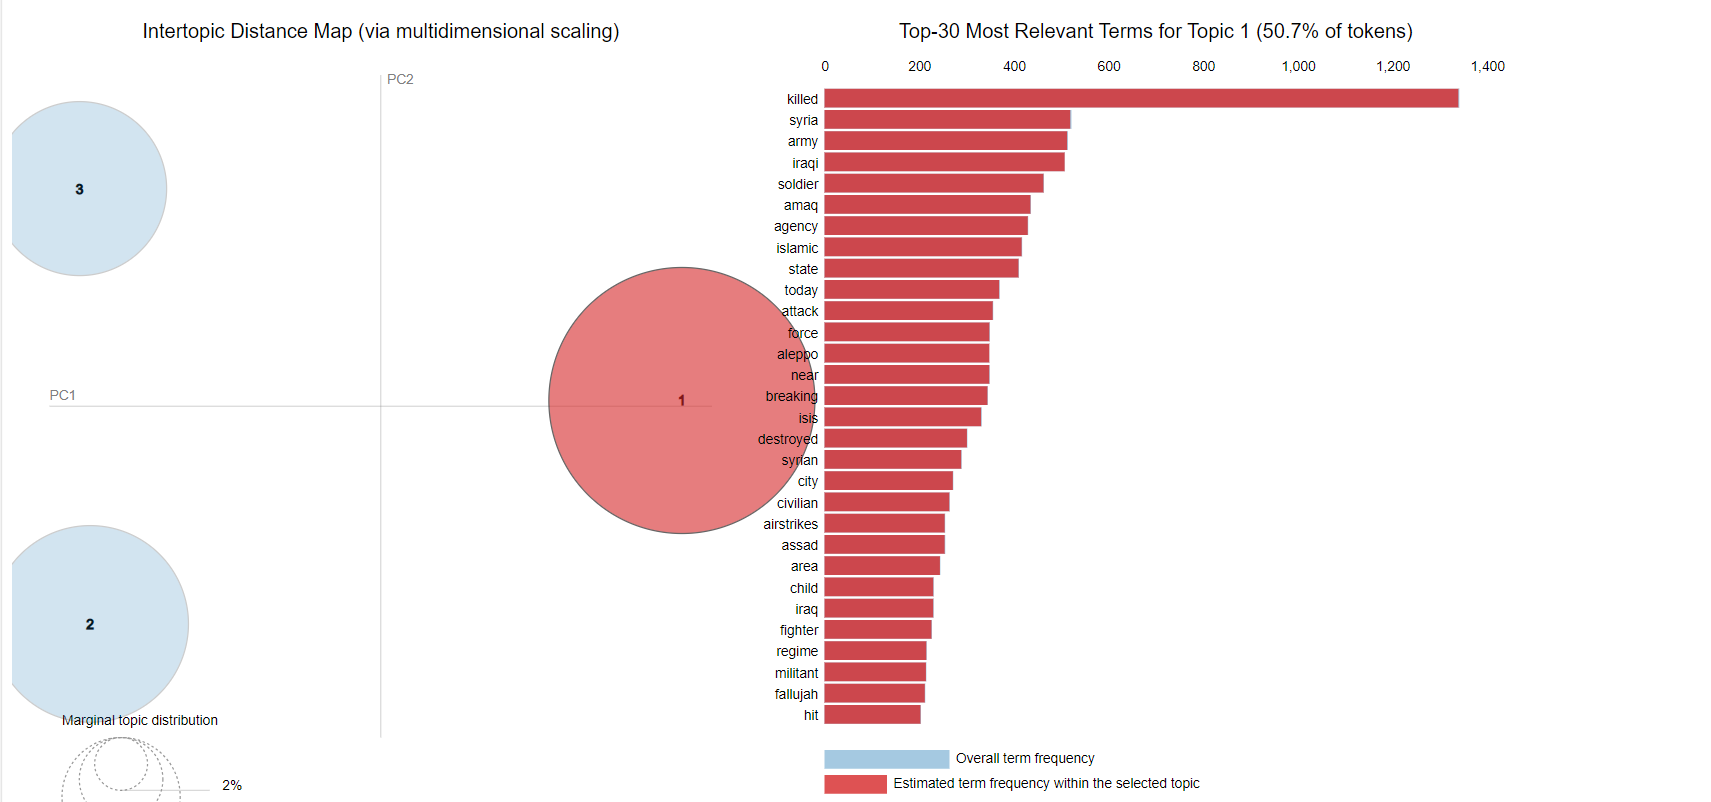 Intertopic Distance Map (via multidimensional scaling)
PC2
PC1
3
1
2
Marginal topic distribution
2%
Top-30 Most Relevant Terms for Topic 1 (50.7% of tokens)
0 200 400 600 800 1,000 1,200 1,400
killed
syria
army
iraqi
soldier
amaq
agency
islamic
state
today
attack
force
aleppo
near
breaking
isis
destroyed
syrian
city
civilian
airstrikes
assad
area
child
iraq
fighter
regime
militant
fallujah
hit
Overall term frequency
Estimated term frequency within the selected topic